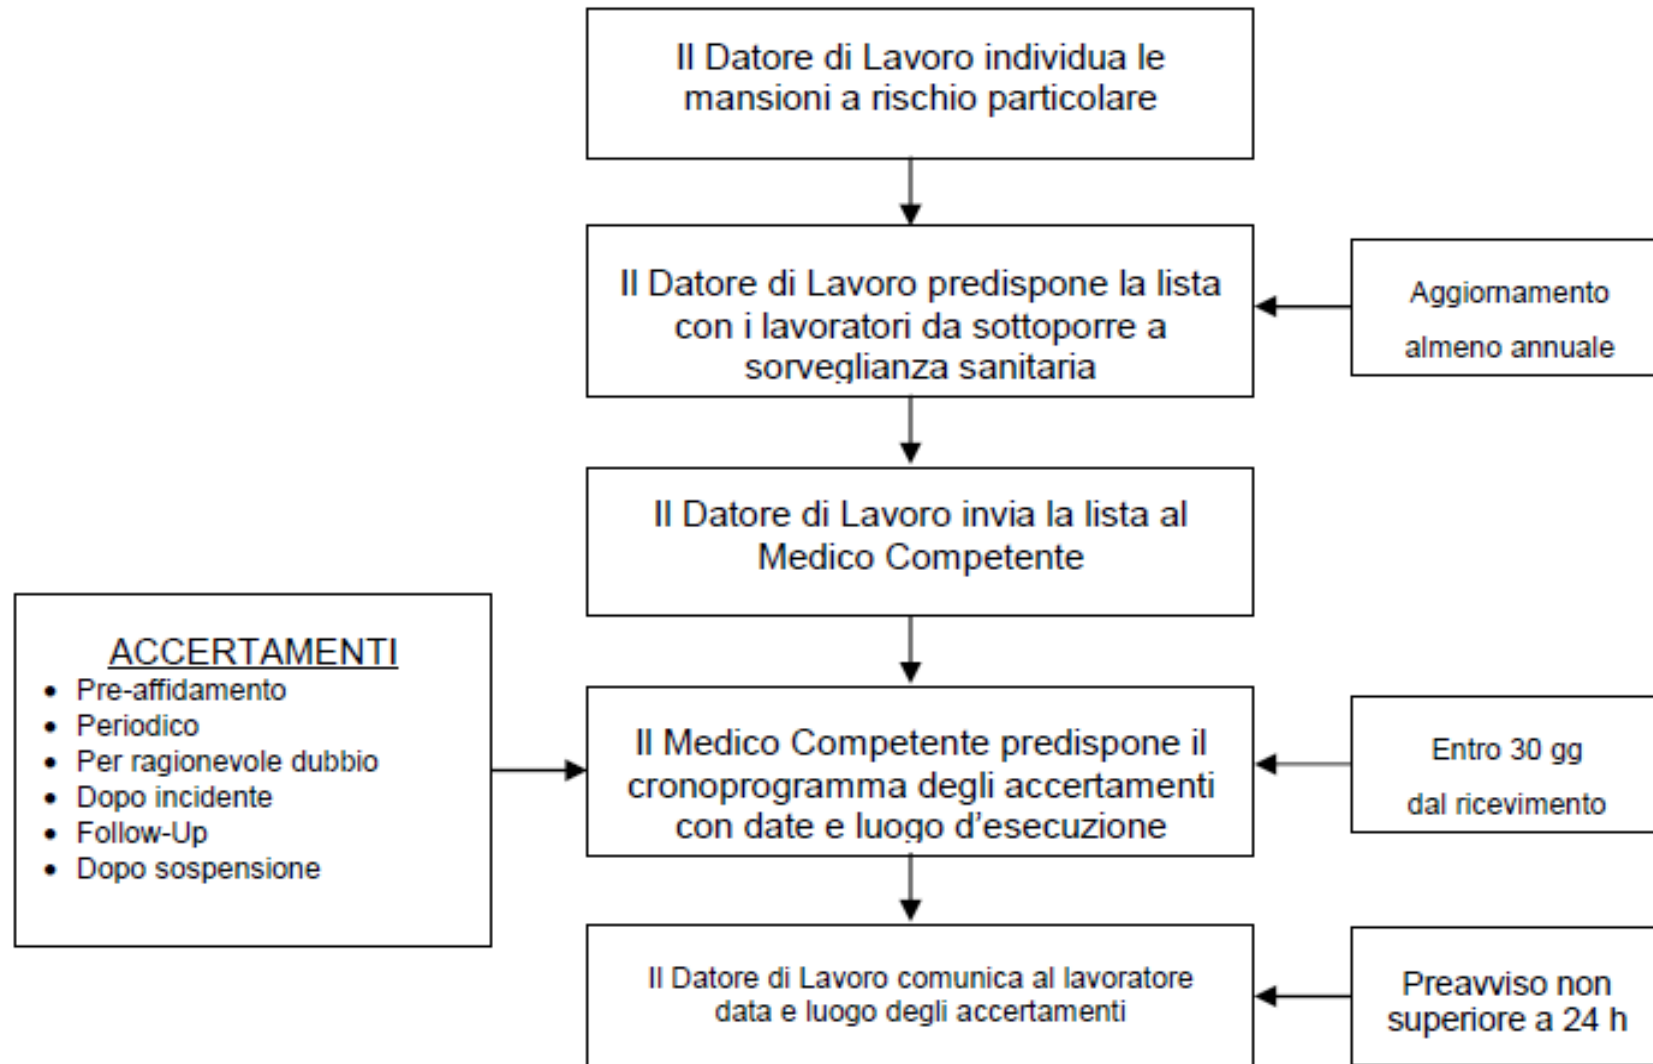 Il Datore di Lavoro individua le
mansioni a rischio particolare
Il Datore di Lavoro predispone la lista
con i lavoratori da sottoporre a
sorveglianza sanitaria
Aggiornamento
almeno annuale
Il Datore di Lavoro invia la lista al
Medico Competente
ACCERTAMENTI
• Pre-affidamento
• Periodico
• Per ragionevole dubbio
• Dopo incidente
• Follow-Up
• Dopo sospensione
Il Medico Competente predispone il
cronoprogramma degli accertamenti
con date e luogo d'esecuzione
Entro 30 gg
dal ricevimento
Il Datore di Lavoro comunica al lavoratore
data e luogo degli accertamenti
Preavviso non
superiore a 24 h